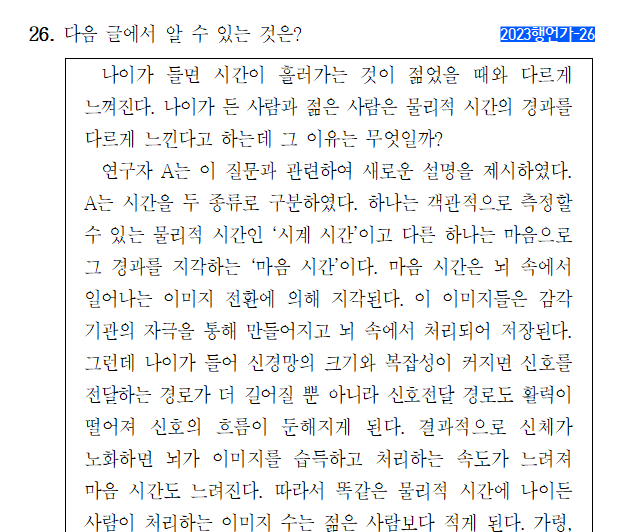 26. 다음 글에서 알 수 있는 것은?
2023행언가-26
나이가 들면 시간이 흘러가는 것이 젊었을 때와 다르게
느껴진다. 나이가 든 사람과 젊은 사람은 물리적 시간의 경과를
다르게 느낀다고 하는데 그 이유는 무엇일까?
연구자 A는 이 질문과 관련하여 새로운 설명을 제시하였다.
A는 시간을 두 종류로 구분하였다. 하나는 객관적으로 측정할
수 있는 물리적 시간인 ‘시계 시간’이고 다른 하나는 마음으로
그 경과를 지각하는 ‘마음 시간’이다. 마음 시간은 뇌 속에서
일어나는 이미지 전환에 의해 지각된다. 이 이미지들은 감각
기관의 자극을 통해 만들어지고 뇌 속에서 처리되어 저장된다.
그런데 나이가 들어 신경망의 크기와 복잡성이 커지면 신호를
전달하는 경로가 더 길어질 뿐 아니라 신호전달 경로도 활력이
떨어져 신호의 흐름이 둔해지게 된다. 결과적으로 신체가
노화하면 뇌가 이미지를 습득하고 처리하는 속도가 느려져
마음 시간도 느려진다. 따라서 똑같은 물리적 시간에 나이든
사람이 처리하는 이미지 수는 젊은 사람보다 적게 된다. 가령,